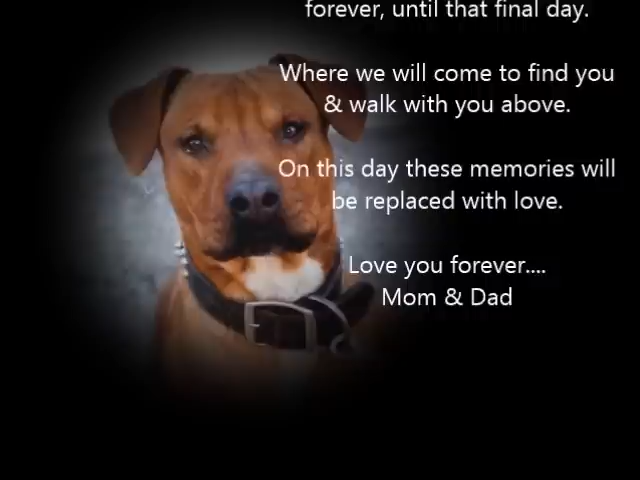 forever, until that final day.
Where we will come to find you
& walk with you above.
On this day these memories will
be replaced with love.
Love you forever....
Mom & Dad